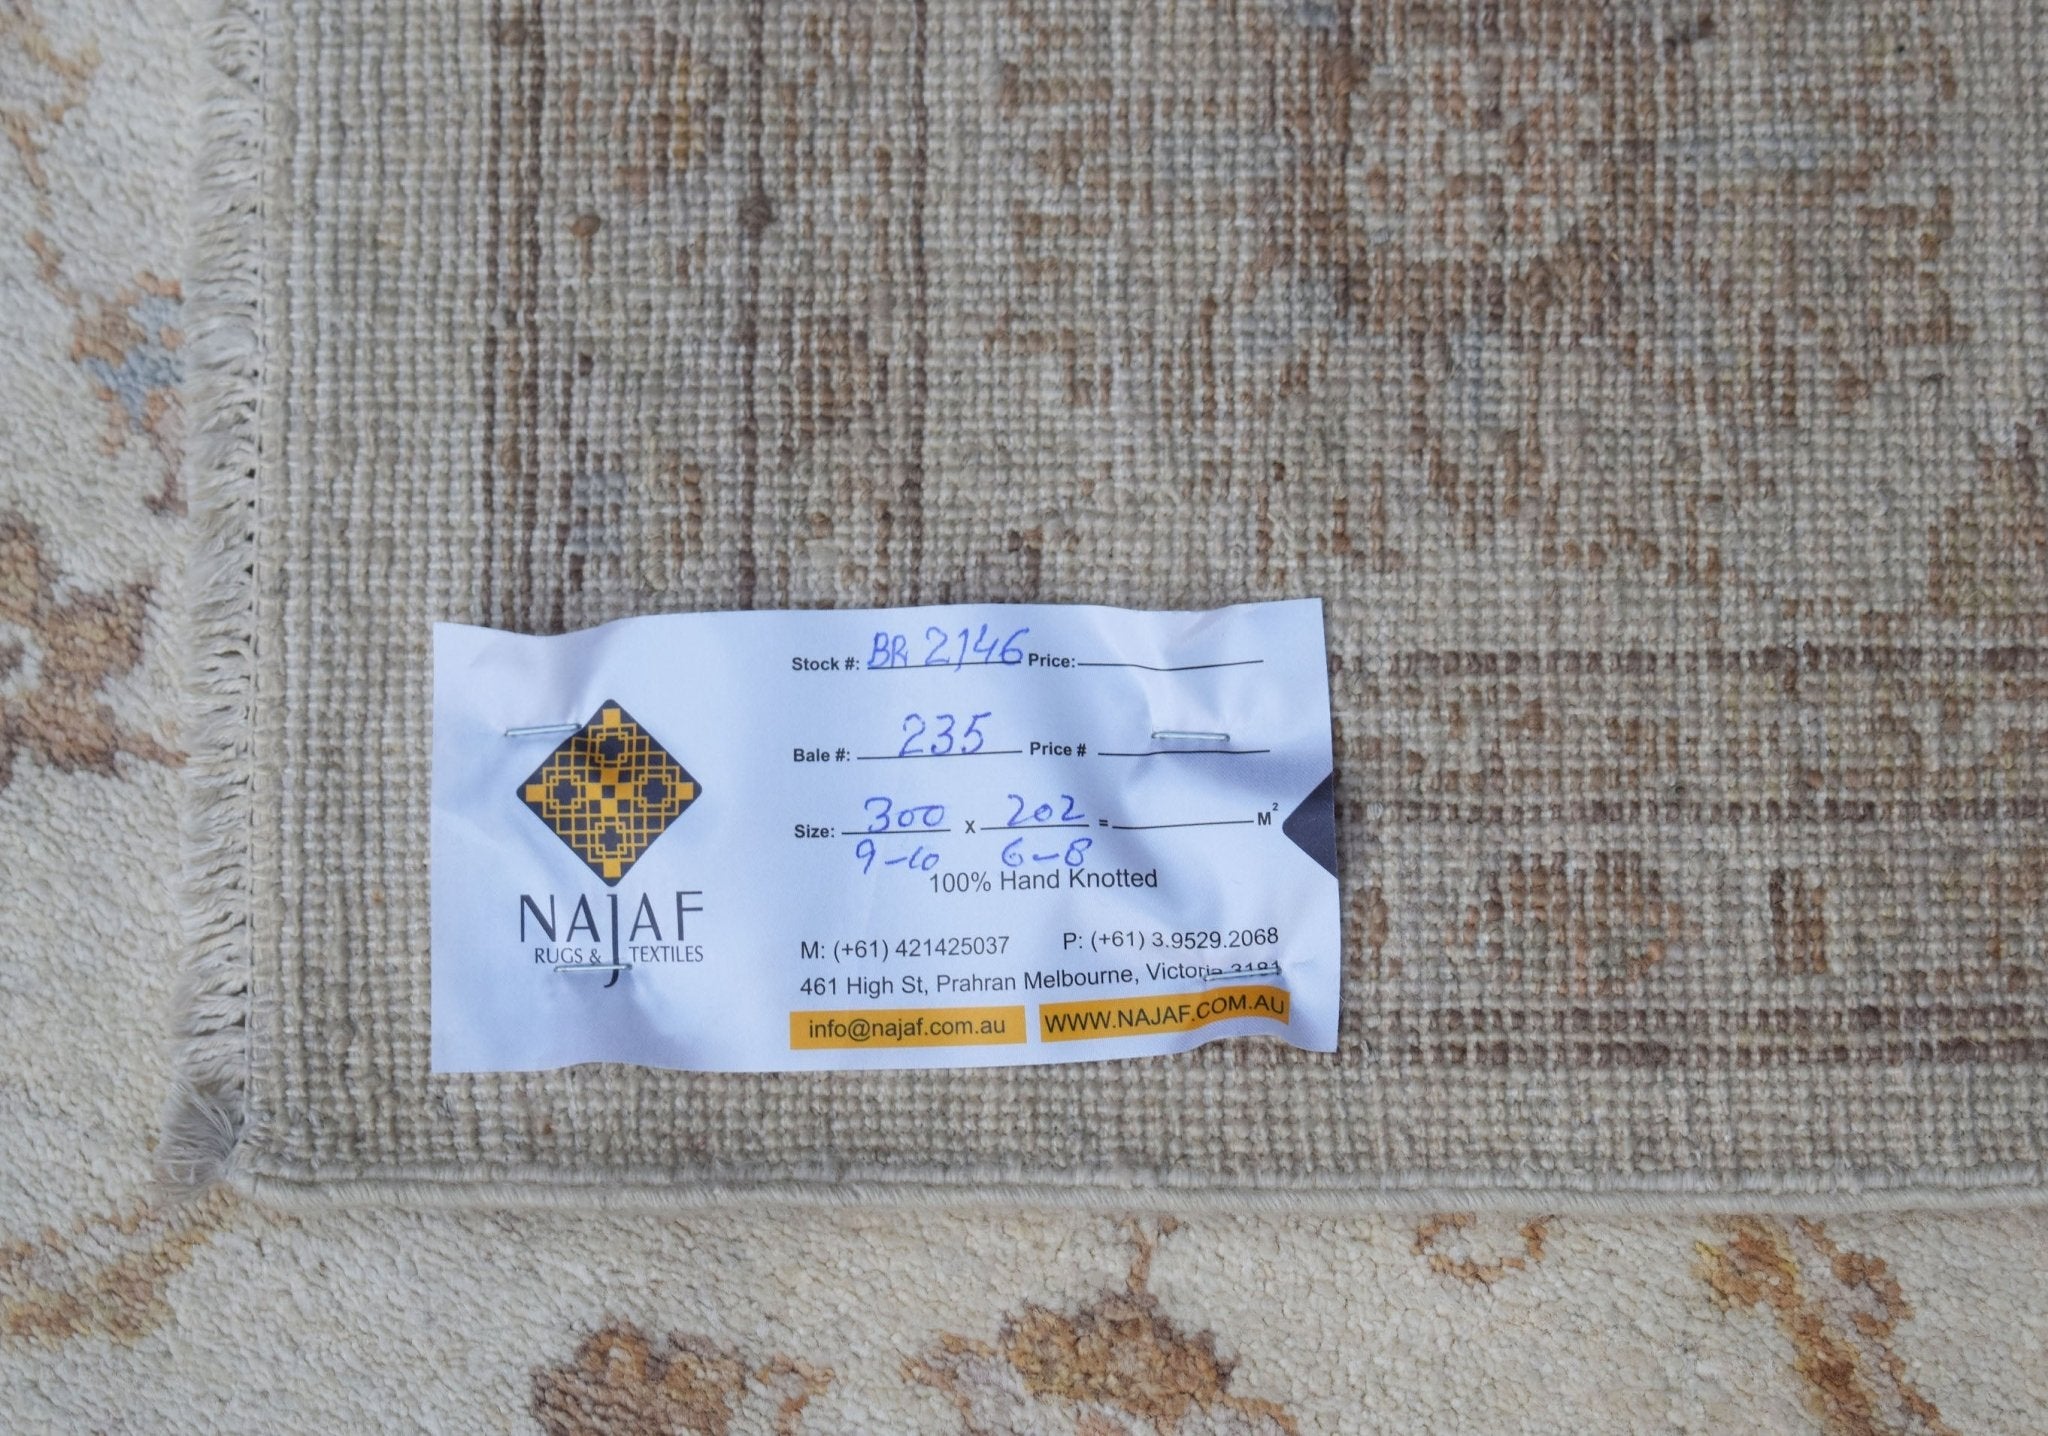 NAJAF
RUGS & TEXTILES
Stock #: BR 2146 Price:
Bale #: 235 Price #
Size: 300 X 202 = M²
9-10 6-8
100% Hand Knotted
M: (+61) 421425037 P: (+61) 3.9529.2068
461 High St, Prahran Melbourne, Victoria 3181
info@najaf.com.au WWW.NAJAF.COM.AU